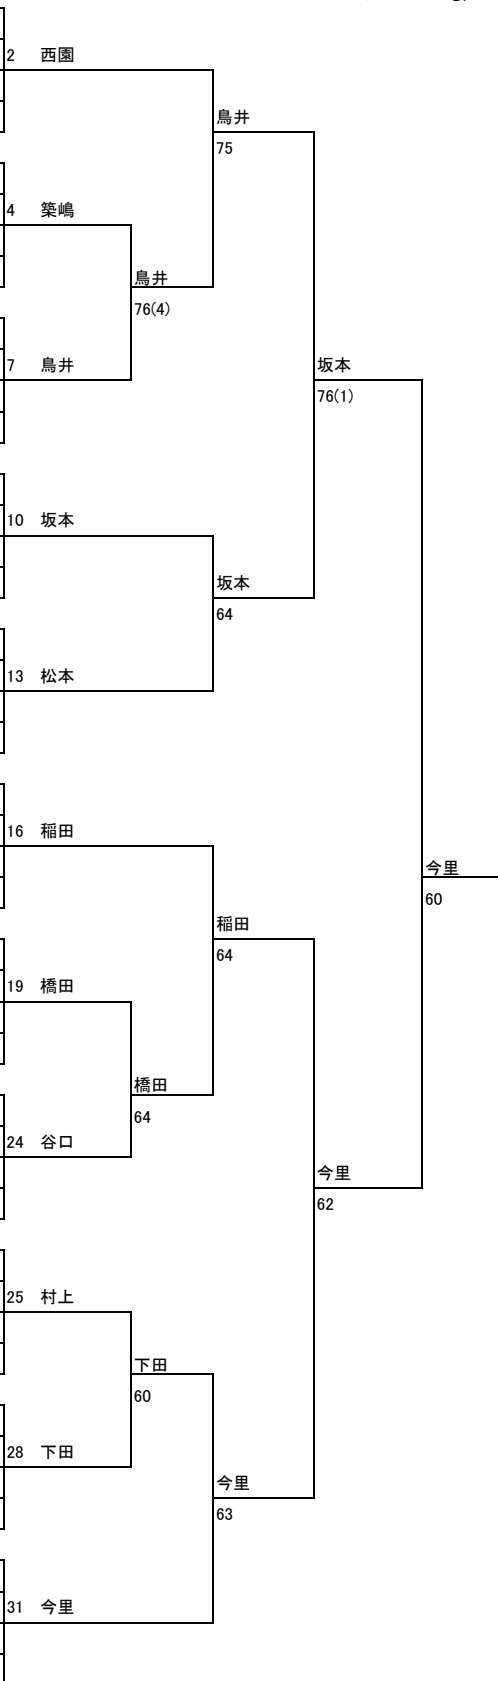 2 西園
鳥井
75
4 築嶋
鳥井
76(4)
7 鳥井
坂本
76(1)
10 坂本
坂本
64
13 松本
16 稲田
今里
60
稲田
64
19 橋田
橋田
64
24 谷口
今里
62
25 村上
下田
60
28 下田
今里
63
31 今里